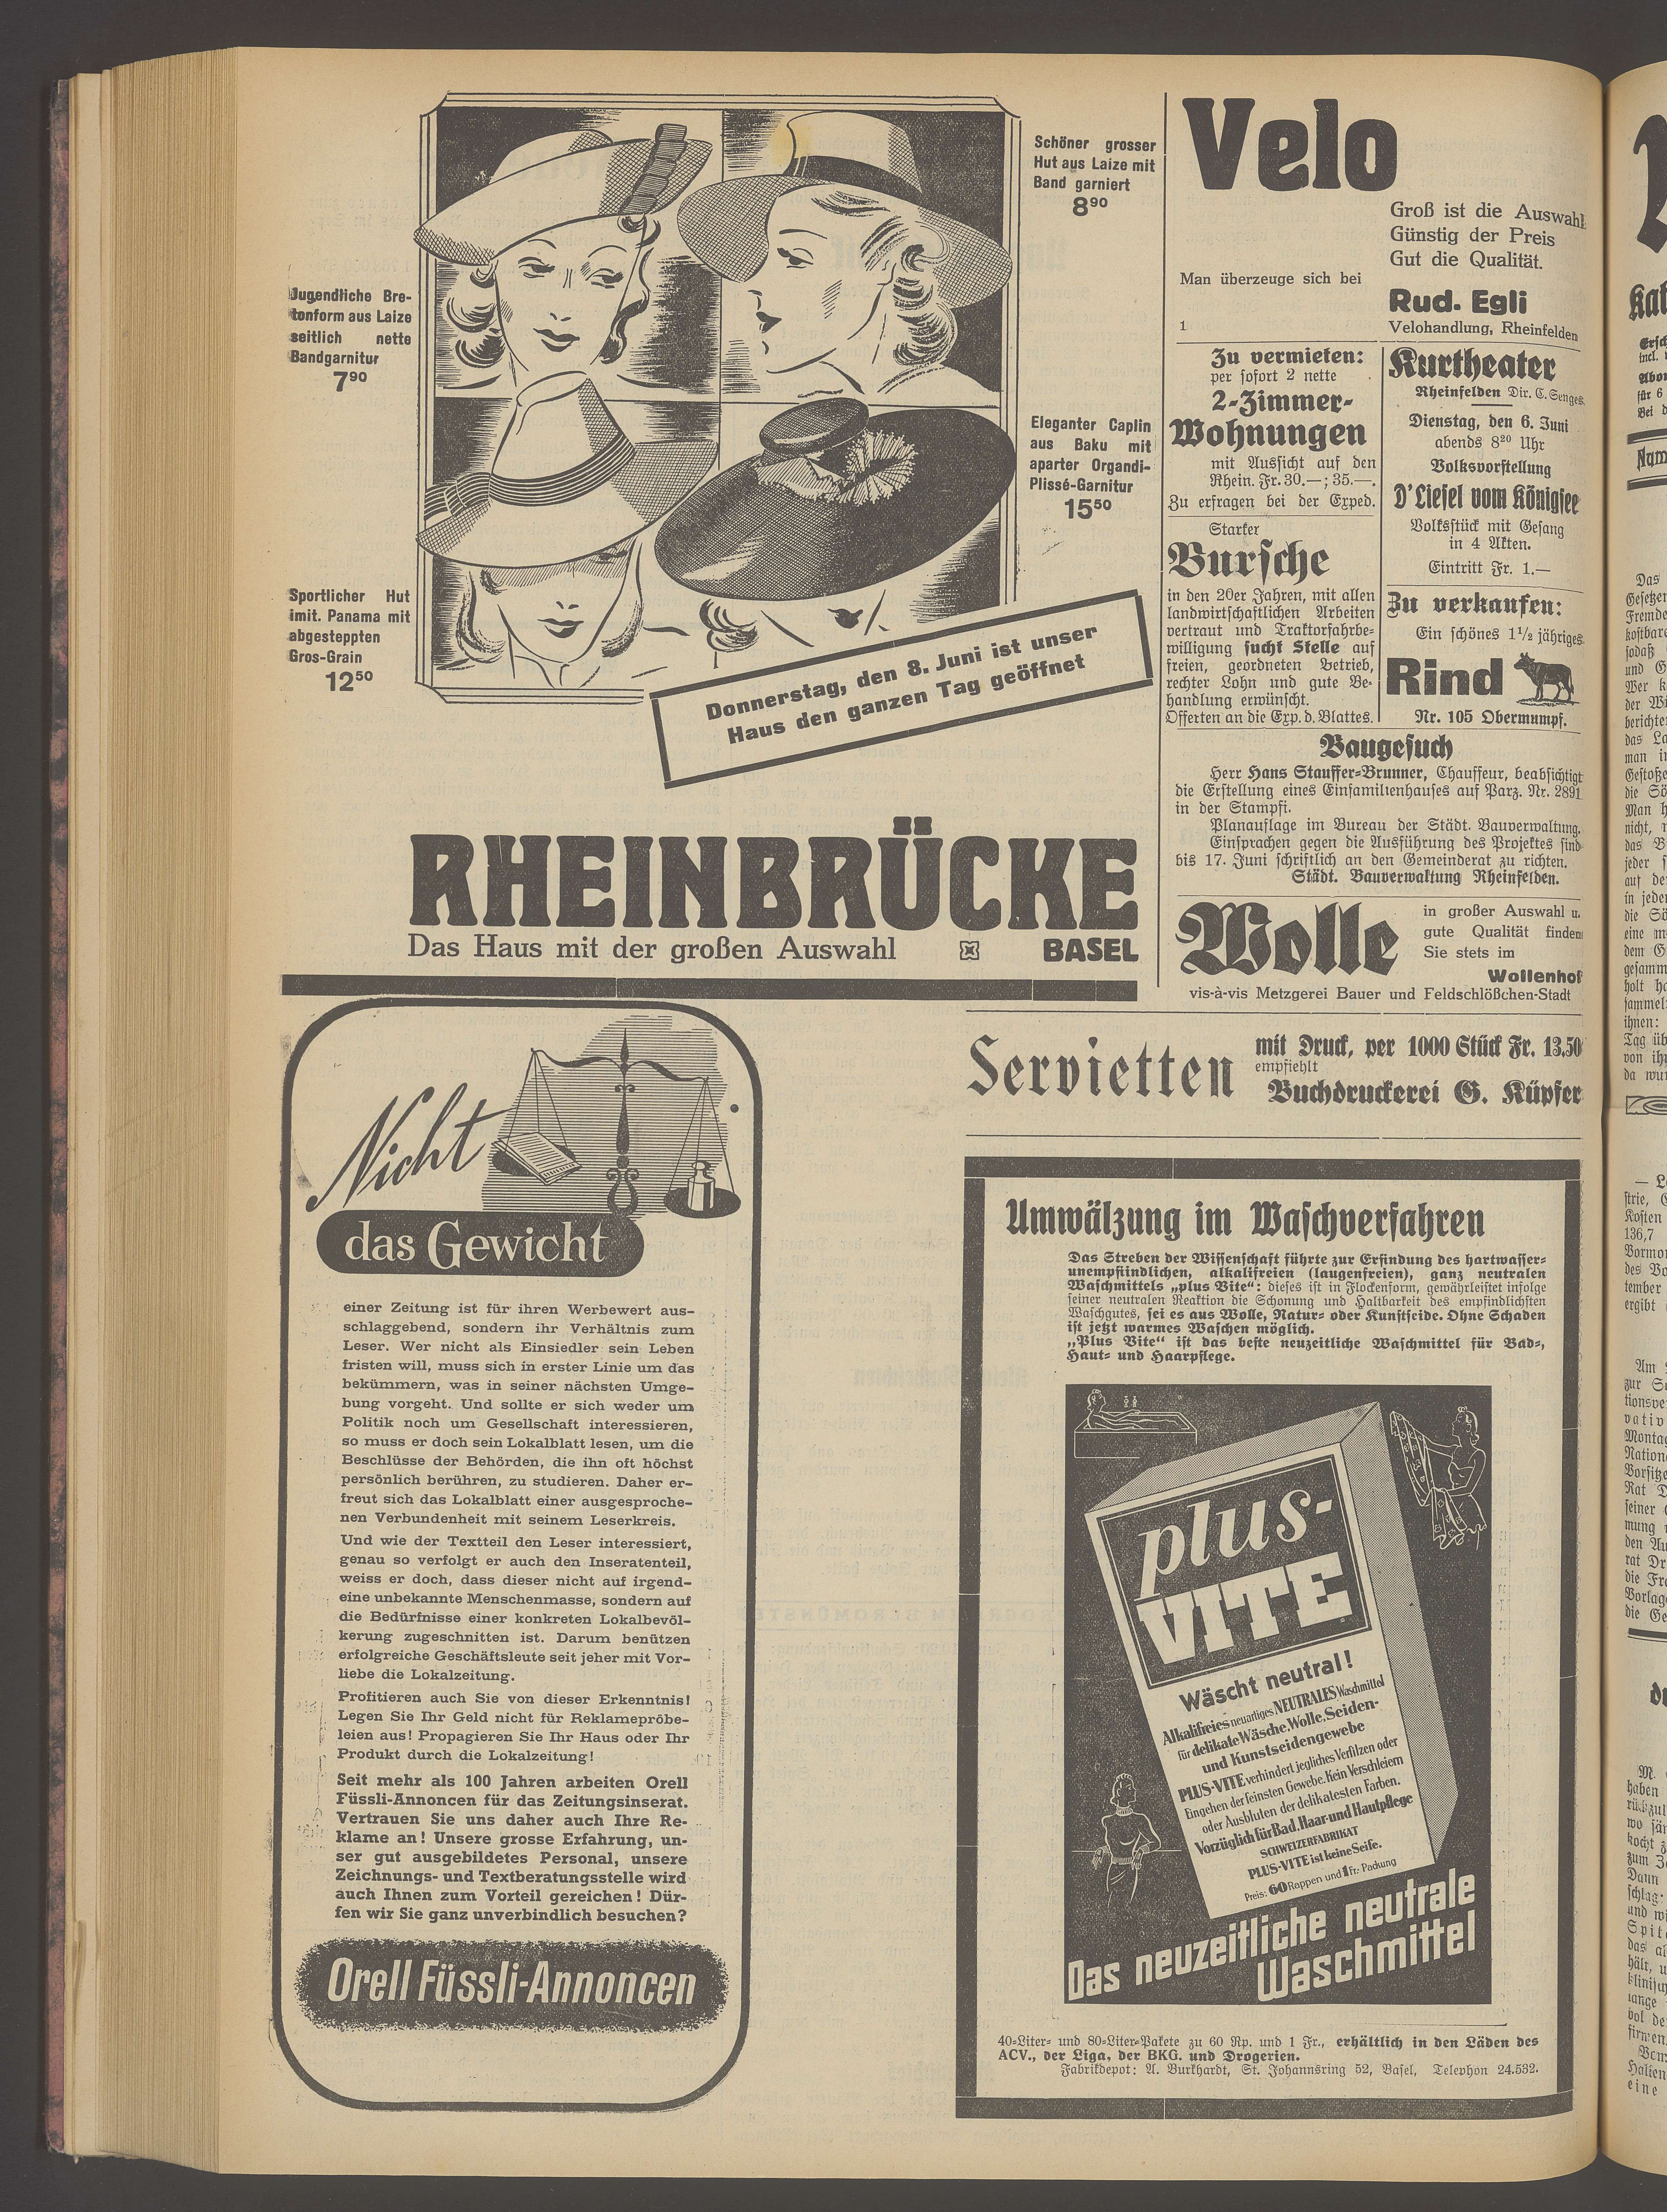 Schöner grosser
Hut aus Laize mit
Band garniert
8⁹⁰
Jugendliche Bre-
tonform aus Laize
seitlich nette
Bandgarnitur
7⁹⁰
Eleganter Caplin
aus Baku mit
aparter Organdi-
Plissé-Garnitur
15⁵⁰
Sportlicher Hut
imit. Panama mit
abgesteppten
Gros-Grain
12⁵⁰
Donnerstag, den 8. Juni ist unser
Haus den ganzen Tag geöffnet
RHEINBRÜCKE
Das Haus mit der großen Auswahl BASEL
Velo
Groß ist die Auswahl
Günstig der Preis
Gut die Qualität.
Man überzeuge sich bei
Rud. Egli
1
Velohandlung, Rheinfelden
Zu vermieten:
per sofort 2 nette
2-Zimmer-
Wohnungen
mit Aussicht auf den
Rhein. Fr. 30.—; 35.—.
Zu erfragen bei der Exped.
Starker
Bursche
in den 20er Jahren, mit allen
landwirtschaftlichen Arbeiten
vertraut und Traktorfahrbe-
willigung sucht Stelle auf
freien, geordneten Betrieb,
rechter Lohn und gute Be-
handlung erwünscht.
Offerten an die Exp. d. Blattes.
Kurtheater
Rheinfelden Dir. C. Senges
Dienstag, den 6. Juni
abends 8²⁰ Uhr
Volksvorstellung
D'Liesel vom Königsee
Volksstück mit Gesang
in 4 Akten.
Eintritt Fr. 1.—
Zu verkaufen:
Ein schönes 1½ jähriges
Rind
Nr. 105 Obermumpf.
Baugesuch
Herr Hans Stauffer-Brunner, Chauffeur, beabsichtigt
die Erstellung eines Einfamilienhauses auf Parz. Nr. 2891
in der Stampfi.
Planauflage im Bureau der Städt. Bauverwaltung.
Einsprachen gegen die Ausführung des Projektes sind
bis 17. Juni schriftlich an den Gemeinderat zu richten.
Städt. Bauverwaltung Rheinfelden.
Wolle
in großer Auswahl u.
gute Qualität finden
Sie stets im
Wollenhof
vis-à-vis Metzgerei Bauer und Feldschlößchen-Stadt
Servietten
mit Druck, per 1000 Stück Fr. 13,50
empfiehlt
Buchdruckerei G. Küpfer
Nicht
das Gewicht
einer Zeitung ist für ihren Werbewert aus-
schlaggebend, sondern ihr Verhältnis zum
Leser. Wer nicht als Einsiedler sein Leben
fristen will, muss sich in erster Linie um das
bekümmern, was in seiner nächsten Umge-
bung vorgeht. Und sollte er sich weder um
Politik noch um Gesellschaft interessieren,
so muss er doch sein Lokalblatt lesen, um die
Beschlüsse der Behörden, die ihn oft höchst
persönlich berühren, zu studieren. Daher er-
freut sich das Lokalblatt einer ausgesproche-
nen Verbundenheit mit seinem Leserkreis.
Und wie der Textteil den Leser interessiert,
genau so verfolgt er auch den Inseratenteil,
weiss er doch, dass dieser nicht auf irgend-
eine unbekannte Menschenmasse, sondern auf
die Bedürfnisse einer konkreten Lokalbevöl-
kerung zugeschnitten ist. Darum benützen
erfolgreiche Geschäftsleute seit jeher mit Vor-
liebe die Lokalzeitung.
Profitieren auch Sie von dieser Erkenntnis!
Legen Sie Ihr Geld nicht für Reklamepröbe-
leien aus! Propagieren Sie Ihr Haus oder Ihr
Produkt durch die Lokalzeitung!
Seit mehr als 100 Jahren arbeiten Orell
Füssli-Annoncen für das Zeitungsinserat.
Vertrauen Sie uns daher auch Ihre Re-
klame an! Unsere grosse Erfahrung, un-
ser gut ausgebildetes Personal, unsere
Zeichnungs- und Textberatungsstelle wird
auch Ihnen zum Vorteil gereichen! Dür-
fen wir Sie ganz unverbindlich besuchen?
Orell Füssli-Annoncen
Umwälzung im Waschverfahren
Das Streben der Wissenschaft führte zur Erfindung des hartwasser-
unempfindlichen, alkalifreien (laugenfreien), ganz neutralen
Waschmittels „plus Vite“: dieses ist in Flockenform, gewährleistet infolge
seiner neutralen Reaktion die Schonung und Haltbarkeit des empfindlichsten
Waschgutes, sei es aus Wolle, Natur- oder Kunstseide. Ohne Schaden
ist jetzt warmes Waschen möglich.
„Plus Vite“ ist das beste neuzeitliche Waschmittel für Bad-,
Haut- und Haarpflege.
plus-
VITE
Wäscht neutral!
Alkalifreies neuartiges NEUTRALES Waschmittel
für delikate Wäsche, Wolle, Seiden-
und Kunstseidengewebe
PLUS-VITE verhindert jegliches Verfilzen oder
Eingehen der feinsten Gewebe. Kein Verschleiern
oder Ausbluten der delikatesten Farben.
Vorzüglich für Bad, Haar- und Hautpflege
SCHWEIZERFABRIKAT
PLUS-VITE ist keine Seife.
Preis: 60 Rappen und 1 Fr. Packung
Das neuzeitliche neutrale
Waschmittel
40-Liter- und 80-Liter-Pakete zu 60 Rp. und 1 Fr., erhältlich in den Läden des
ACV., der Liga, der BKG. und Drogerien.
Fabrikdepot: A. Burkhardt, St. Johannsring 52, Basel, Telephon 24.532.